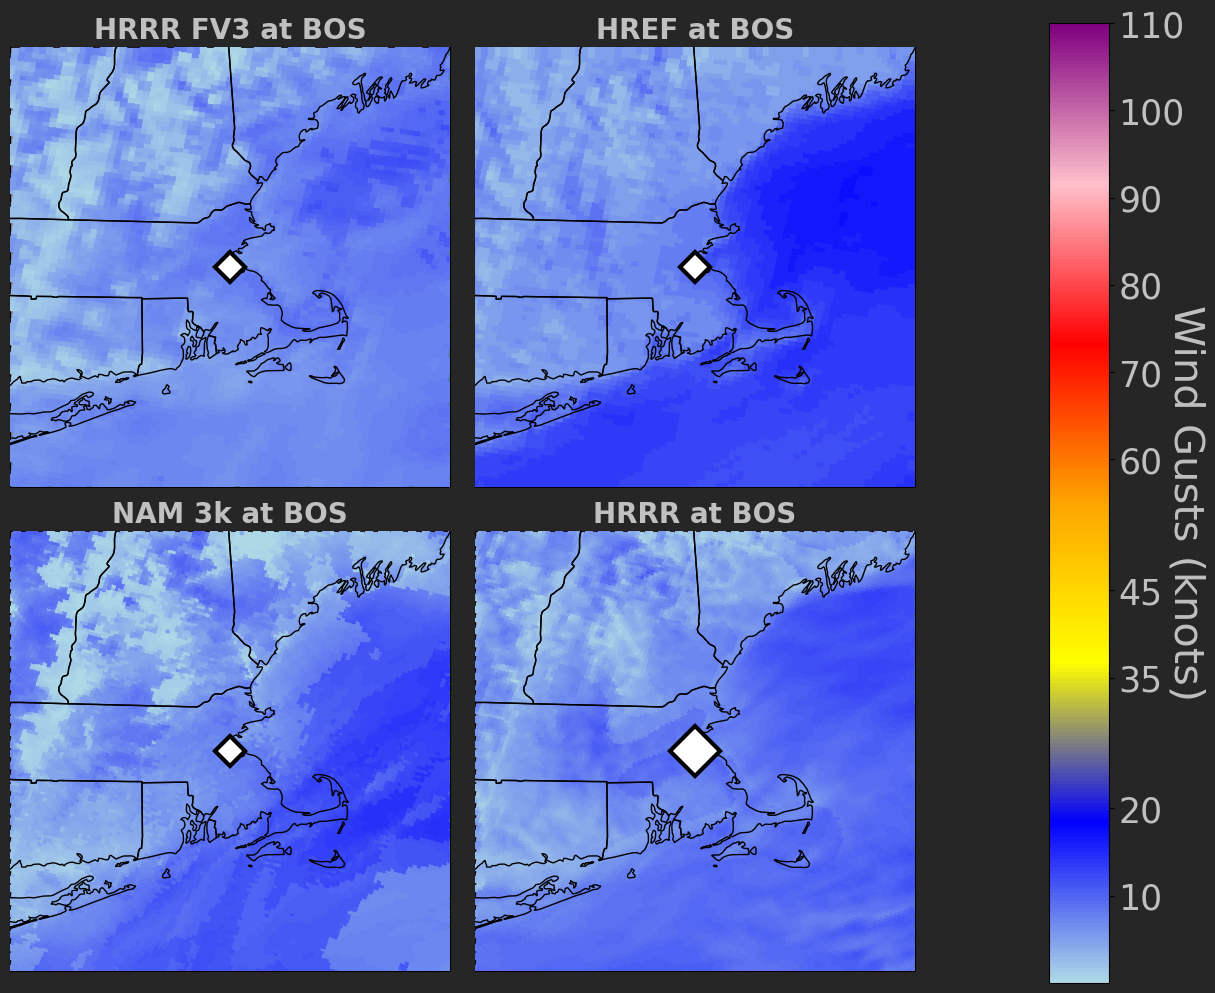 HRRR FV3 at BOS
HREF at BOS
NAM 3k at BOS
HRRR at BOS
110
100
90
80
70
60
45
35
20
10
Wind Gusts (knots)